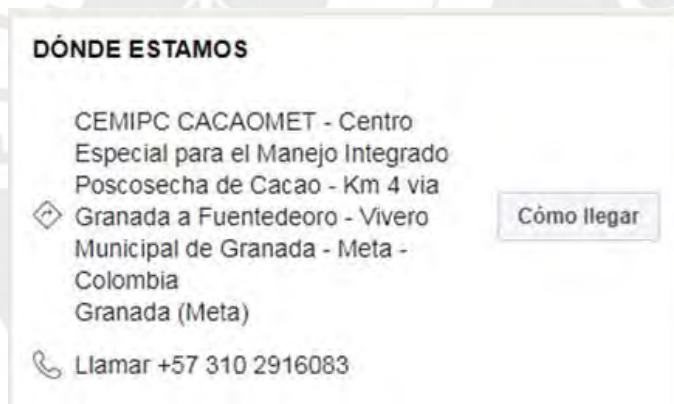 DÓNDE ESTAMOS
CEMIPC CACAOMET - Centro
Especial para el Manejo Integrado
Poscosecha de Cacao - Km 4 via
Granada a Fuentedeoro - Vivero
Municipal de Granada - Meta -
Colombia
Granada (Meta)
Cómo llegar
Llamar +57 310 2916083